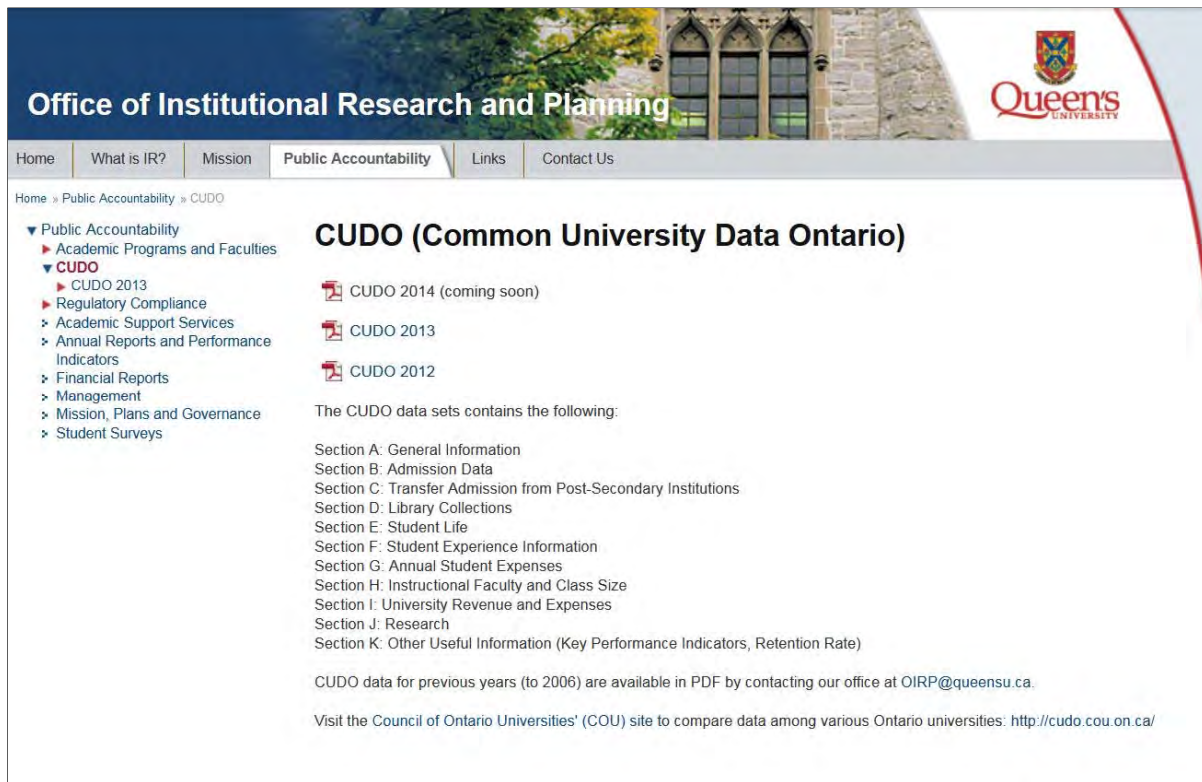 Office of Institutional Research and Planning
Queen's
UNIVERSITY
Home What is IR? Mission Public Accountability Links Contact Us
Home » Public Accountability » CUDO
Public Accountability
Academic Programs and Faculties
CUDO
CUDO 2013
Regulatory Compliance
Academic Support Services
Annual Reports and Performance
Indicators
Financial Reports
Management
Mission, Plans and Governance
Student Surveys
CUDO (Common University Data Ontario)
CUDO 2014 (coming soon)
CUDO 2013
CUDO 2012
The CUDO data sets contains the following:
Section A: General Information
Section B: Admission Data
Section C: Transfer Admission from Post-Secondary Institutions
Section D: Library Collections
Section E: Student Life
Section F: Student Experience Information
Section G: Annual Student Expenses
Section H: Instructional Faculty and Class Size
Section I: University Revenue and Expenses
Section J: Research
Section K: Other Useful Information (Key Performance Indicators, Retention Rate)
CUDO data for previous years (to 2006) are available in PDF by contacting our office at OIRP@queensu.ca.
Visit the Council of Ontario Universities' (COU) site to compare data among various Ontario universities: http://cudo.cou.on.ca/